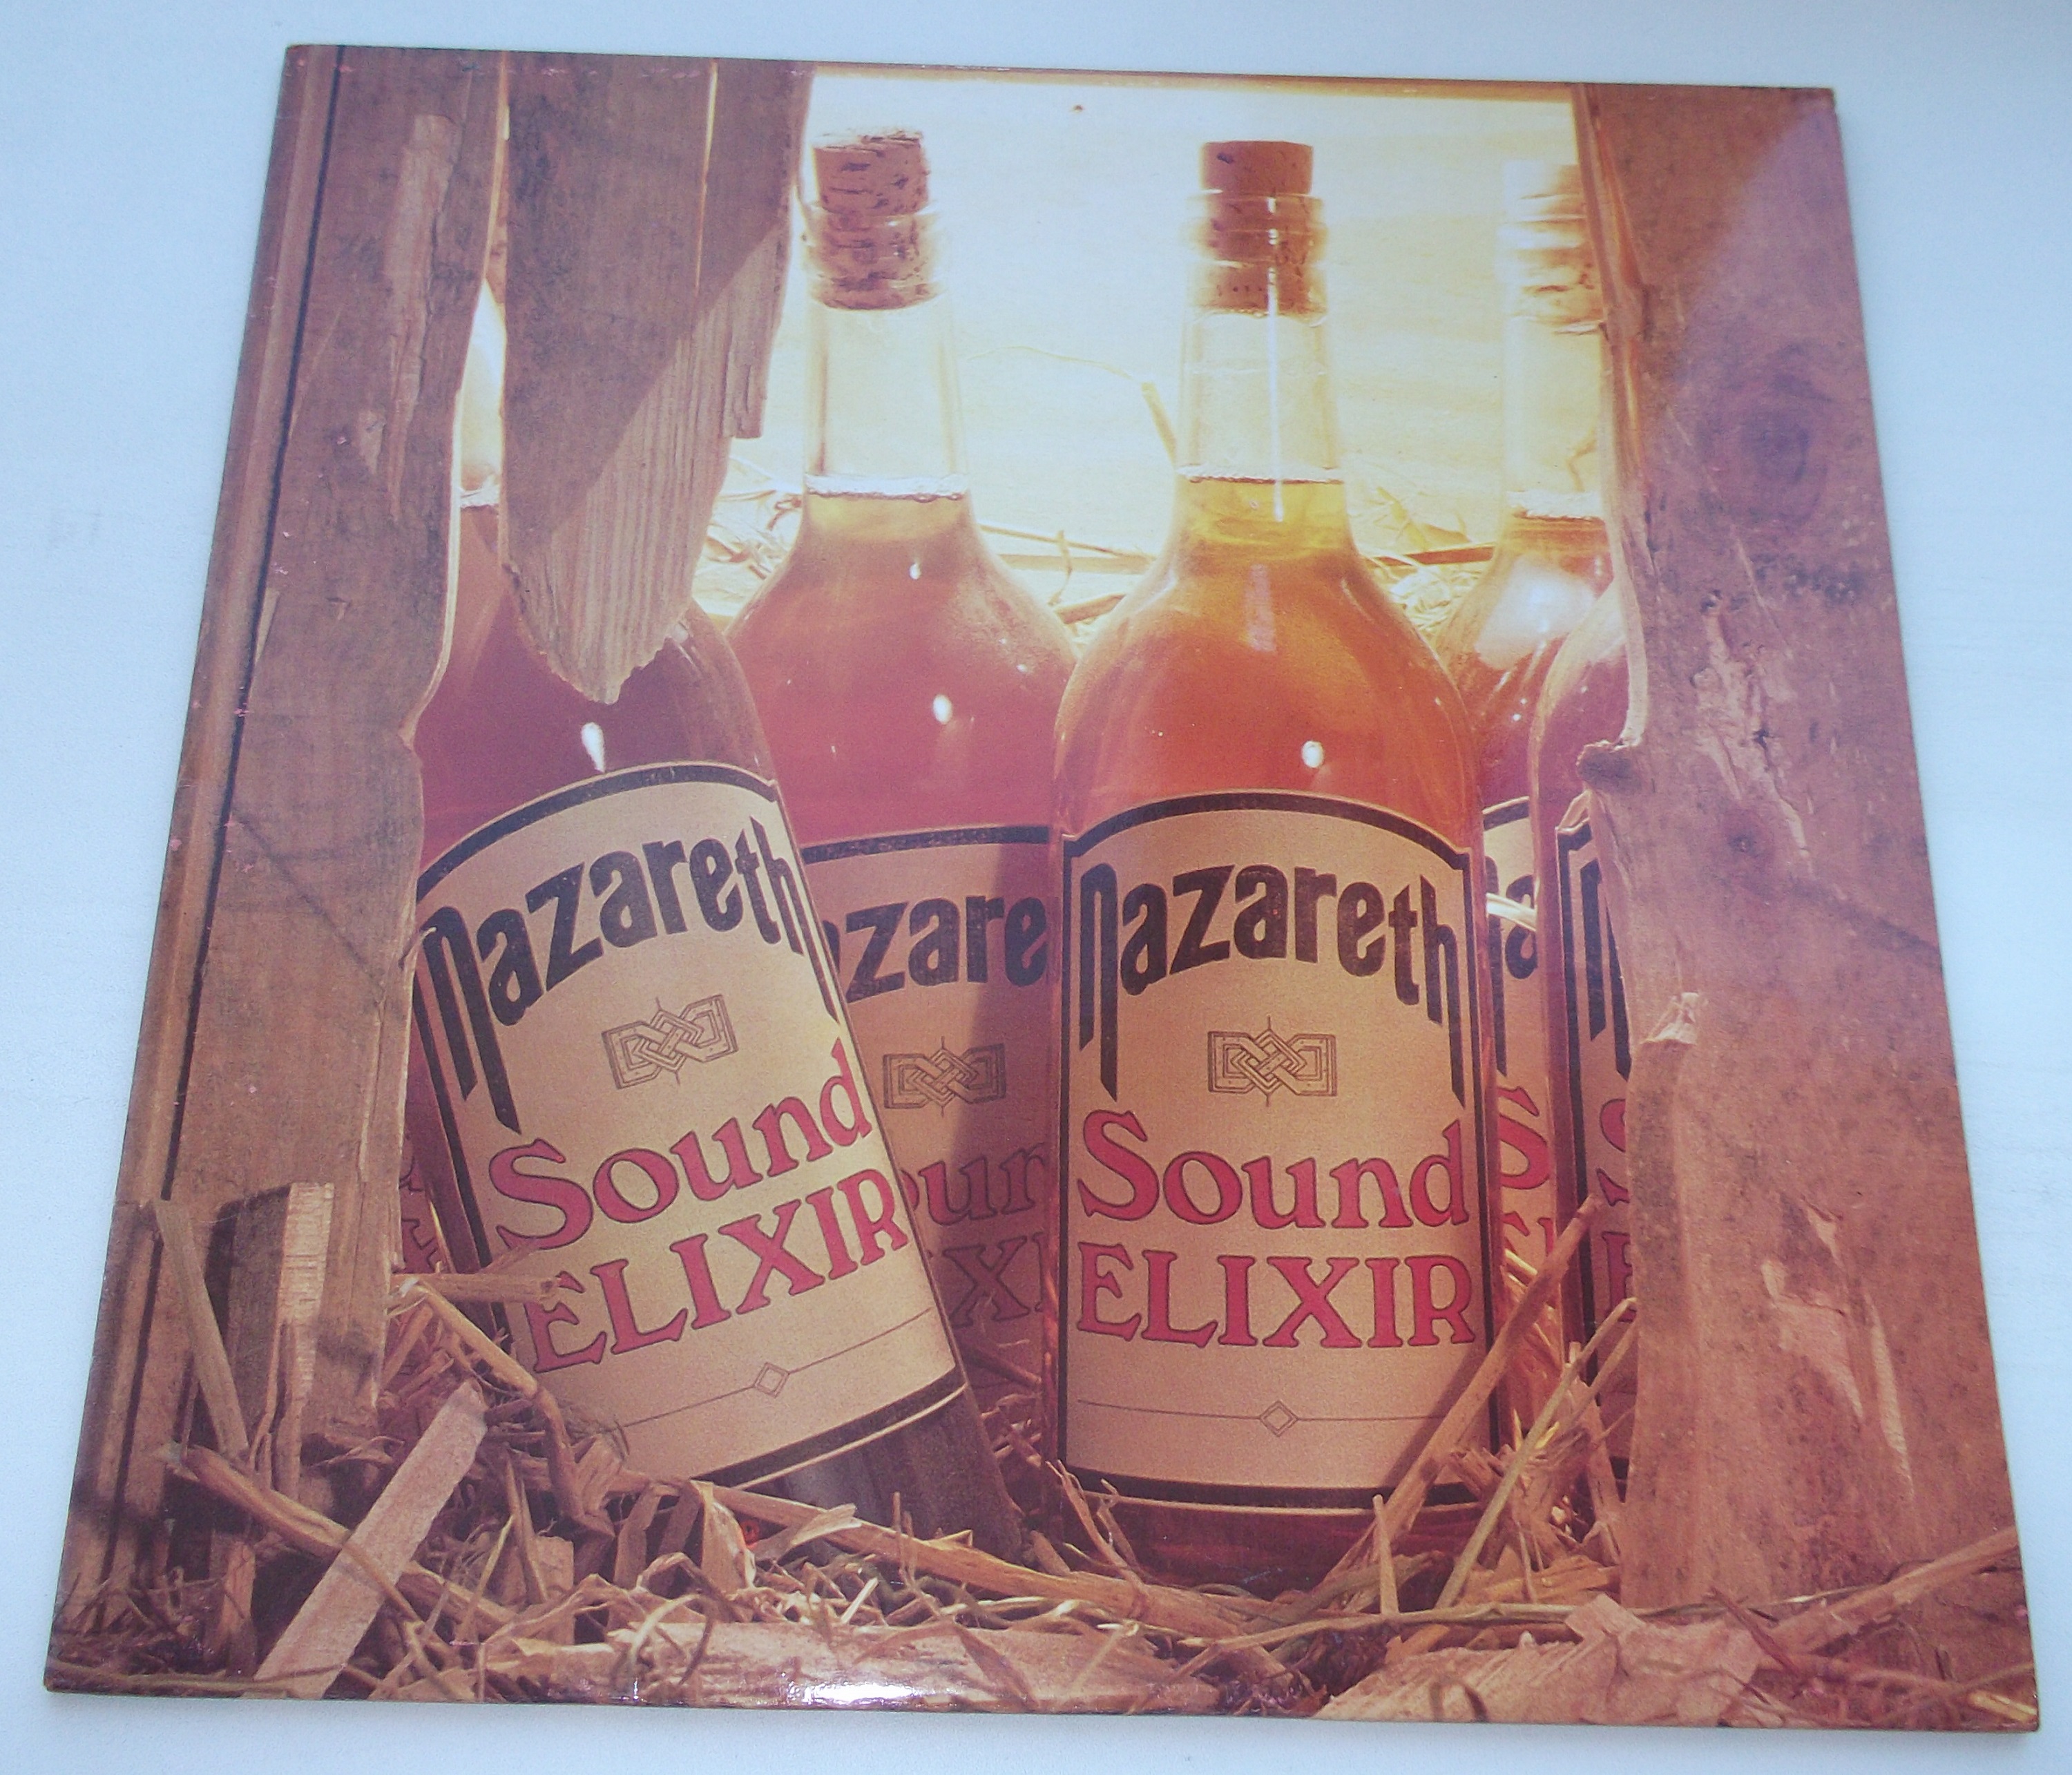 nazareth
Sound
ELIXIR
nazareth
Sound
ELIXIR